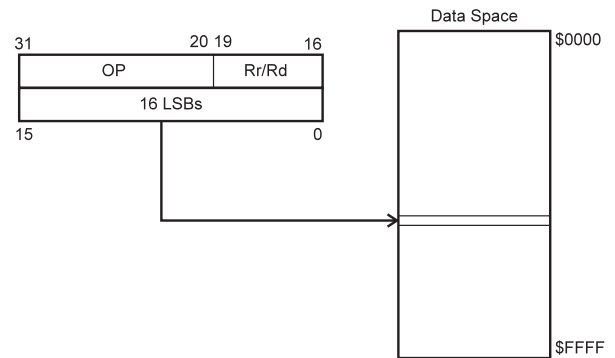 Data Space
31 20 19 16
$0000
OP Rr/Rd
16 LSBs
15 0
$FFFF